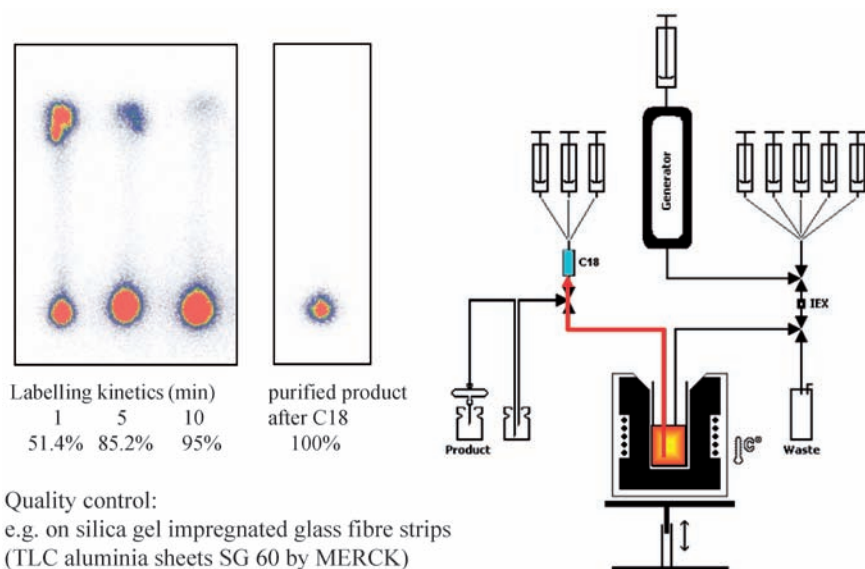 Labelling kinetics (min)
1 5 10
51.4% 85.2% 95%
purified product
after C18
100%
Quality control:
e.g. on silica gel impregnated glass fibre strips
(TLC aluminia sheets SG 60 by MERCK)
Generator
C18
IEX
Product
Waste
C°